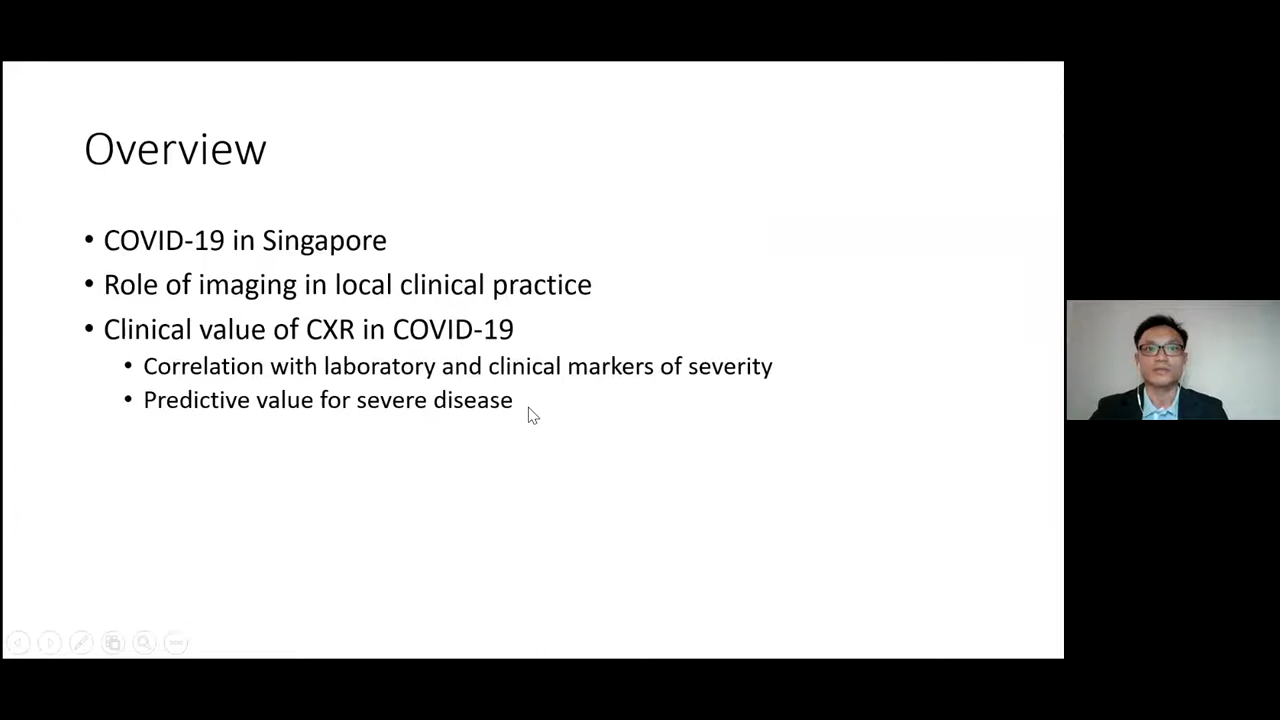 Overview
• COVID-19 in Singapore
• Role of imaging in local clinical practice
• Clinical value of CXR in COVID-19
• Correlation with laboratory and clinical markers of severity
• Predictive value for severe disease